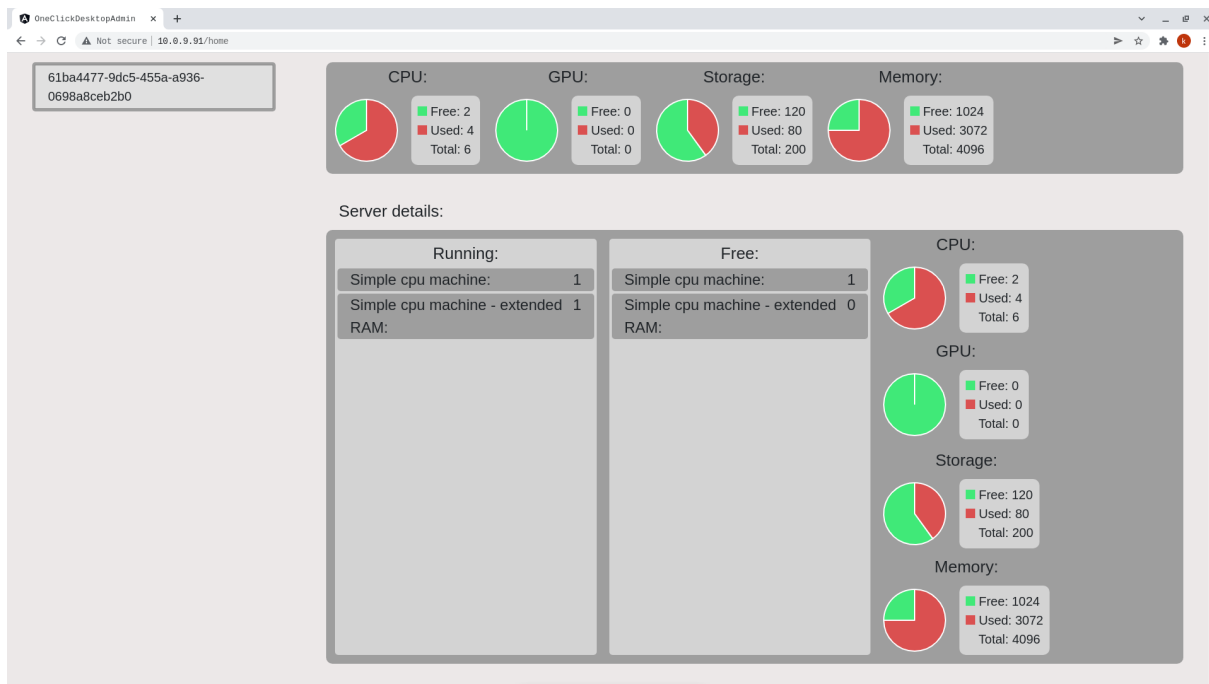 OneClickDesktopAdmin
Not secure | 10.0.9.91/home
k
61ba4477-9dc5-455a-a936-
0698a8ceb2b0
CPU:
Free: 2
Used: 4
Total: 6
GPU:
Free: 0
Used: 0
Total: 0
Storage:
Free: 120
Used: 80
Total: 200
Memory:
Free: 1024
Used: 3072
Total: 4096
Server details:
Running:
Simple cpu machine: 1
Simple cpu machine - extended 1
RAM:
Free:
Simple cpu machine: 1
Simple cpu machine - extended 0
RAM:
CPU:
Free: 2
Used: 4
Total: 6
GPU:
Free: 0
Used: 0
Total: 0
Storage:
Free: 120
Used: 80
Total: 200
Memory:
Free: 1024
Used: 3072
Total: 4096